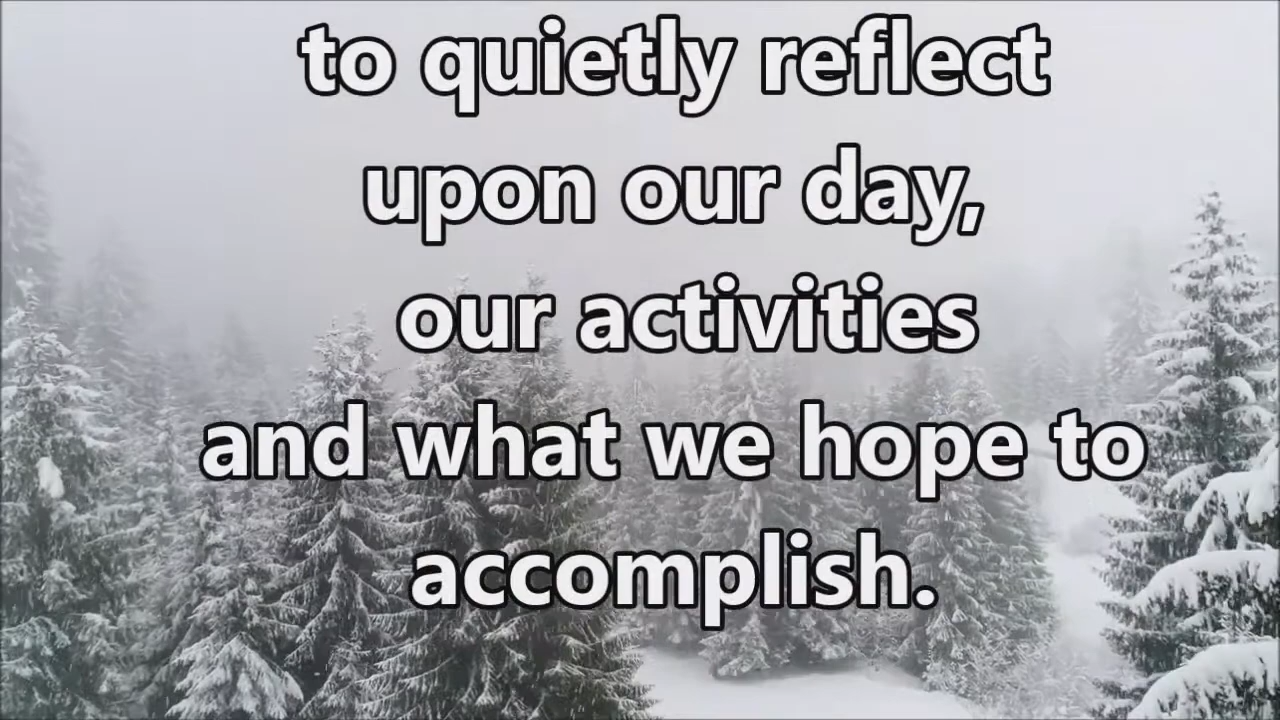 to quietly reflect
upon our day,
our activities
and what we hope to
accomplish.